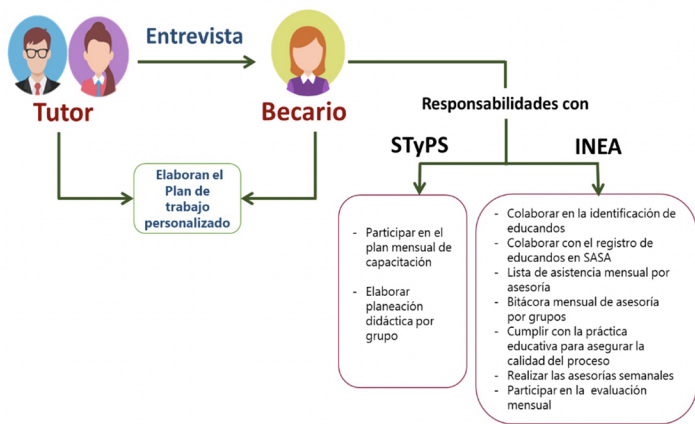 Entrevista
Tutor
Becario
Elaboran el
Plan de
trabajo
personalizado
Responsabilidades con
STyPS
INEA
- Participar en el
plan mensual de
capacitación
- Elaborar
planeación
didáctica por
grupo
- Colaborar en la identificación de
educandos
- Colaborar con el registro de
educandos en SASA
- Lista de asistencia mensual por
asesoría
- Bitácora mensual de asesoría
por grupos
- Cumplir con la práctica
educativa para asegurar la
calidad del proceso
- Realizar las asesorías semanales
- Participar en la evaluación
mensual